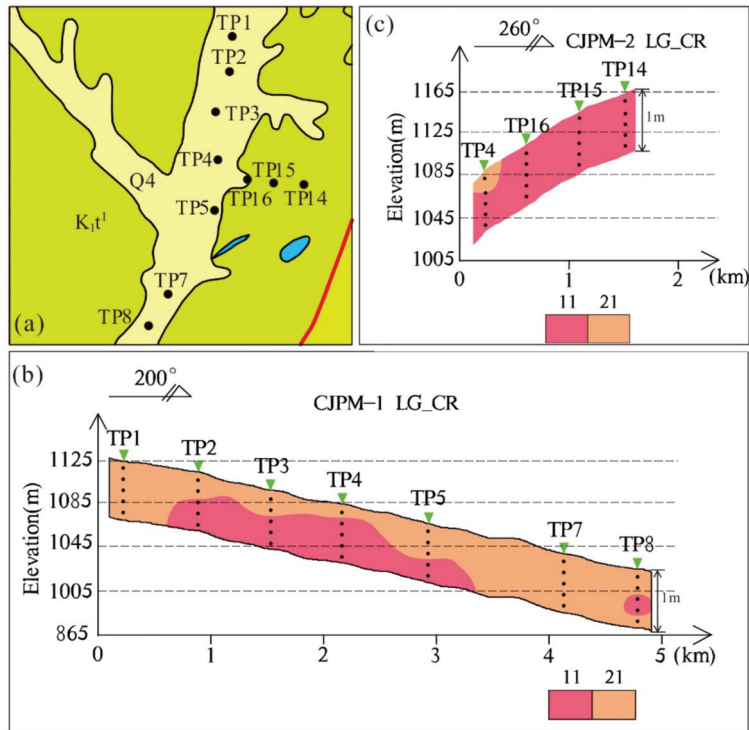 TP1
TP2
TP3
TP4
TP15
Q4
TP16
TP14
TP5
K₁t¹
TP7
TP8
(a)
(c)
260°
CJPM-2 LG_CR
Elevation(m)
1165
1125
1085
1045
1005
TP4
TP16
TP15
TP14
1m
0 1 2 (km)
11 21
(b)
200°
CJPM-1 LG_CR
Elevation(m)
1125
1085
1045
1005
865
TP1
TP2
TP3
TP4
TP5
TP7
TP8
1m
0 1 2 3 4 5 (km)
11 21